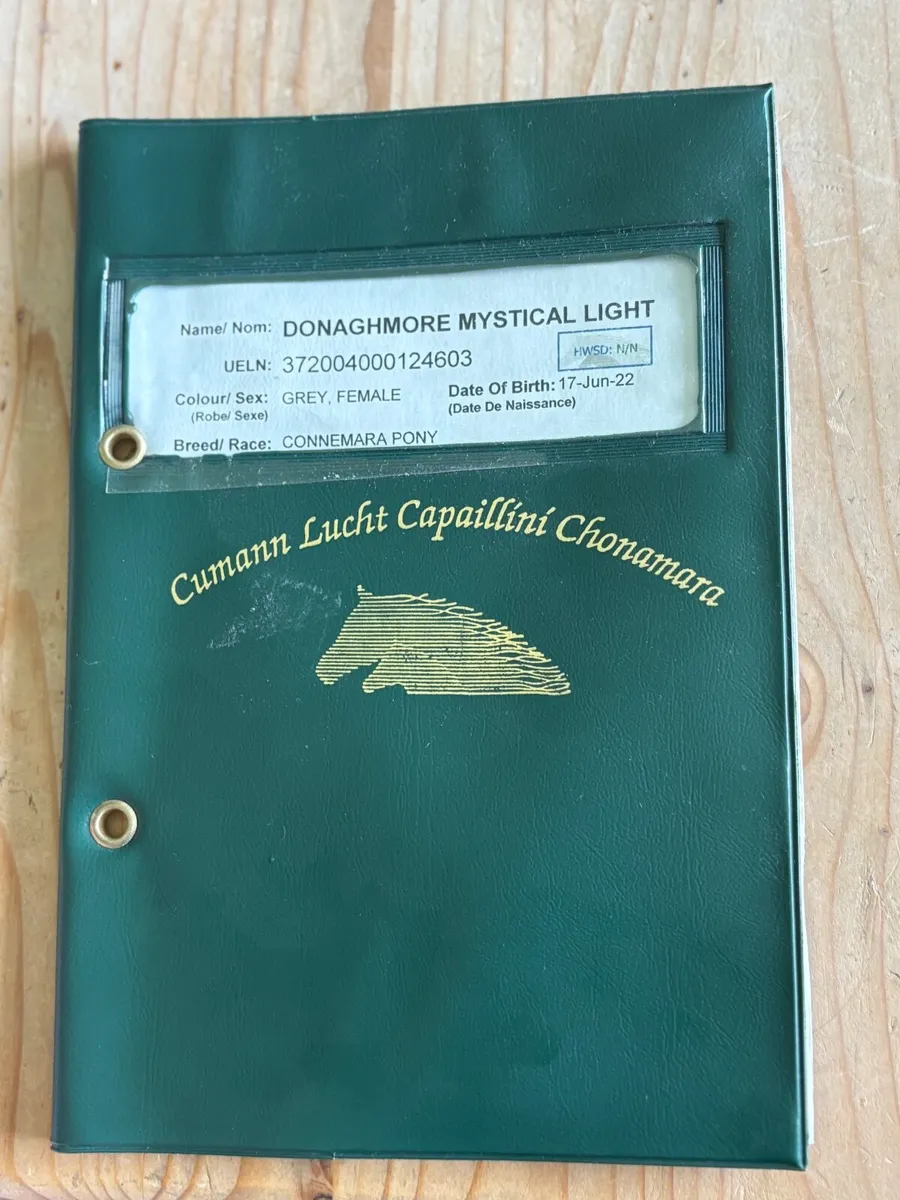 Name/ Nom: DONAGHMORE MYSTICAL LIGHT
UELN: 372004000124603
HWSD: N/N
Colour/ Sex: GREY, FEMALE Date Of Birth: 17-Jun-22
(Robe/ Sexe) (Date De Naissance)
Breed/ Race: CONNEMARA PONY
Cumann Lucht Capaillíní Chonamara